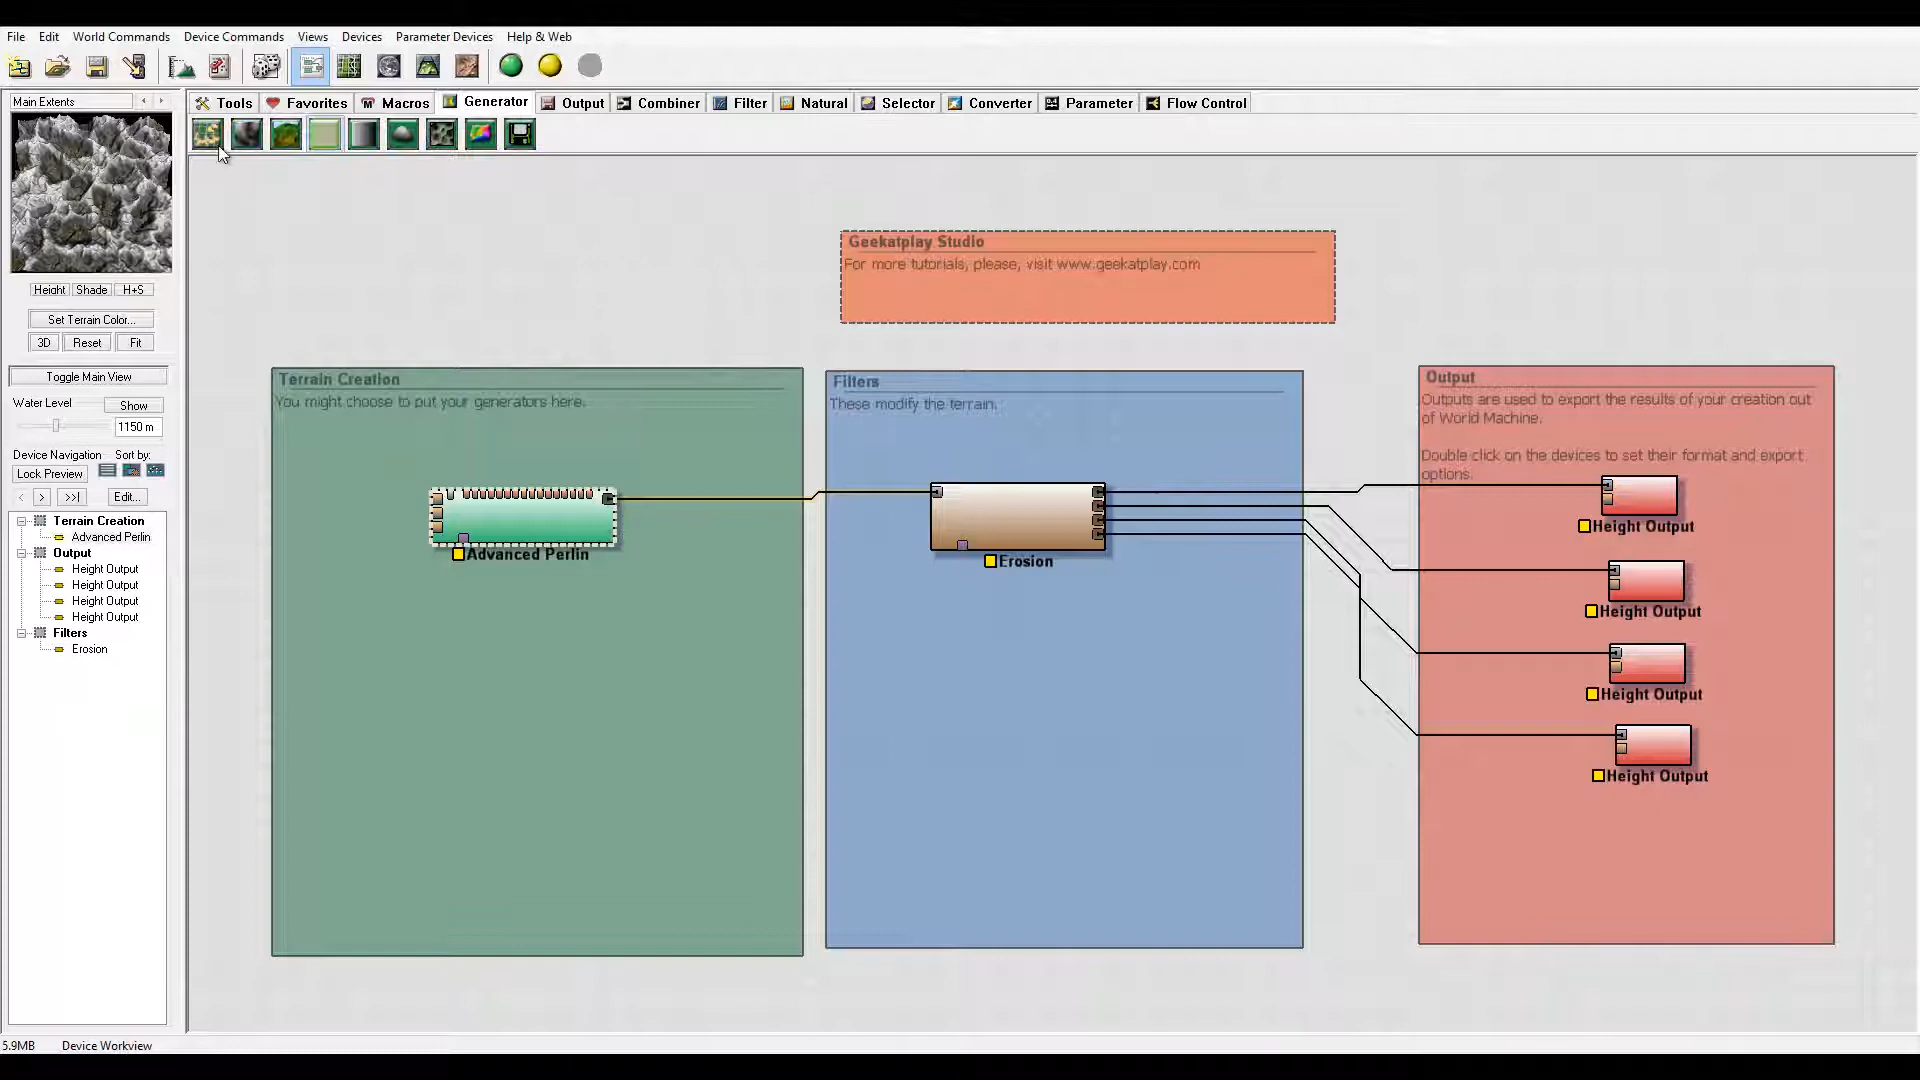 File Edit World Commands Device Commands Views Devices Parameter Devices Help & Web
Main Extents
Tools Favorites Macros Generator Output Combiner Filter Natural Selector Converter Parameter Flow Control
Height Shade H+S
Set Terrain Color...
3D Reset Fit
Toggle Main View
Water Level Show
1150 m
Device Navigation Sort by:
Lock Preview
< > >>| Edit...
Terrain Creation
Advanced Perlin
Output
Height Output
Height Output
Height Output
Height Output
Filters
Erosion
Geekatplay Studio
For more tutorials, please, visit www.geekatplay.com
Terrain Creation
You might choose to put your generators here.
Advanced Perlin
Filters
These modify the terrain.
Erosion
Output
Outputs are used to export the results of your creation out
of World Machine.
Double click on the devices to set their format and export
options.
Height Output
Height Output
Height Output
Height Output
5.9MB Device Workview